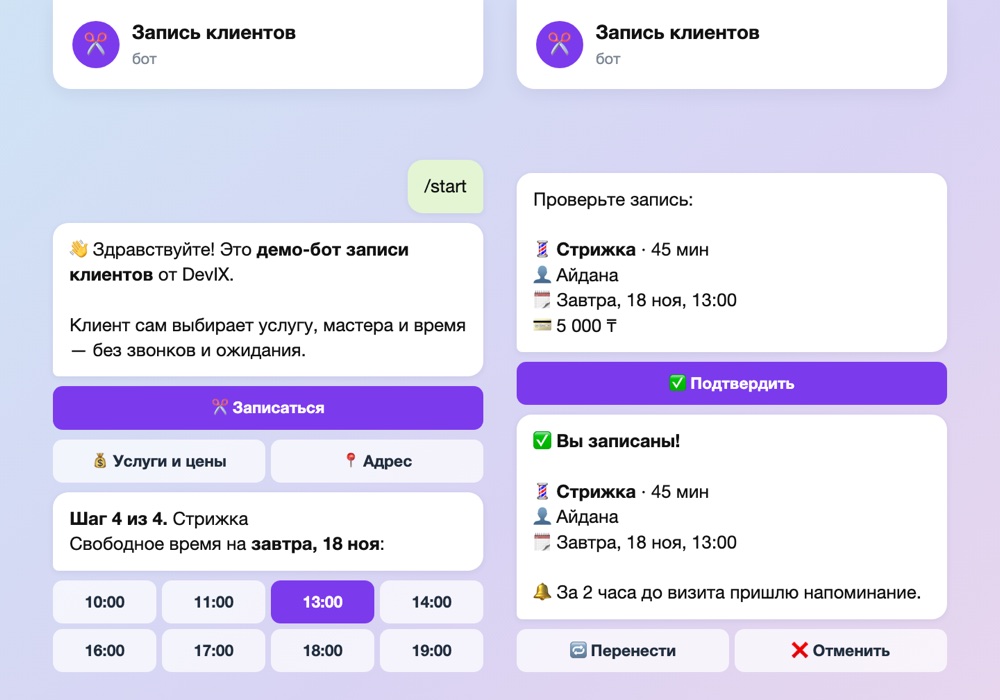 Запись клиентов
бот
/start
👋 Здравствуйте! Это демо-бот записи
клиентов от DevIX.
Клиент сам выбирает услугу, мастера и время
— без звонков и ожидания.
✂️ Записаться
💰 Услуги и цены
📍 Адрес
Шаг 4 из 4. Стрижка
Свободное время на завтра, 18 ноя:
10:00 11:00 13:00 14:00
16:00 17:00 18:00 19:00
Запись клиентов
бот
Проверьте запись:
💈 Стрижка · 45 мин
👤 Айдана
🗓️ Завтра, 18 ноя, 13:00
💳 5 000 ₸
✅ Подтвердить
✅ Вы записаны!
💈 Стрижка · 45 мин
👤 Айдана
🗓️ Завтра, 18 ноя, 13:00
🔔 За 2 часа до визита пришлю напоминание.
🔁 Перенести
❌ Отменить